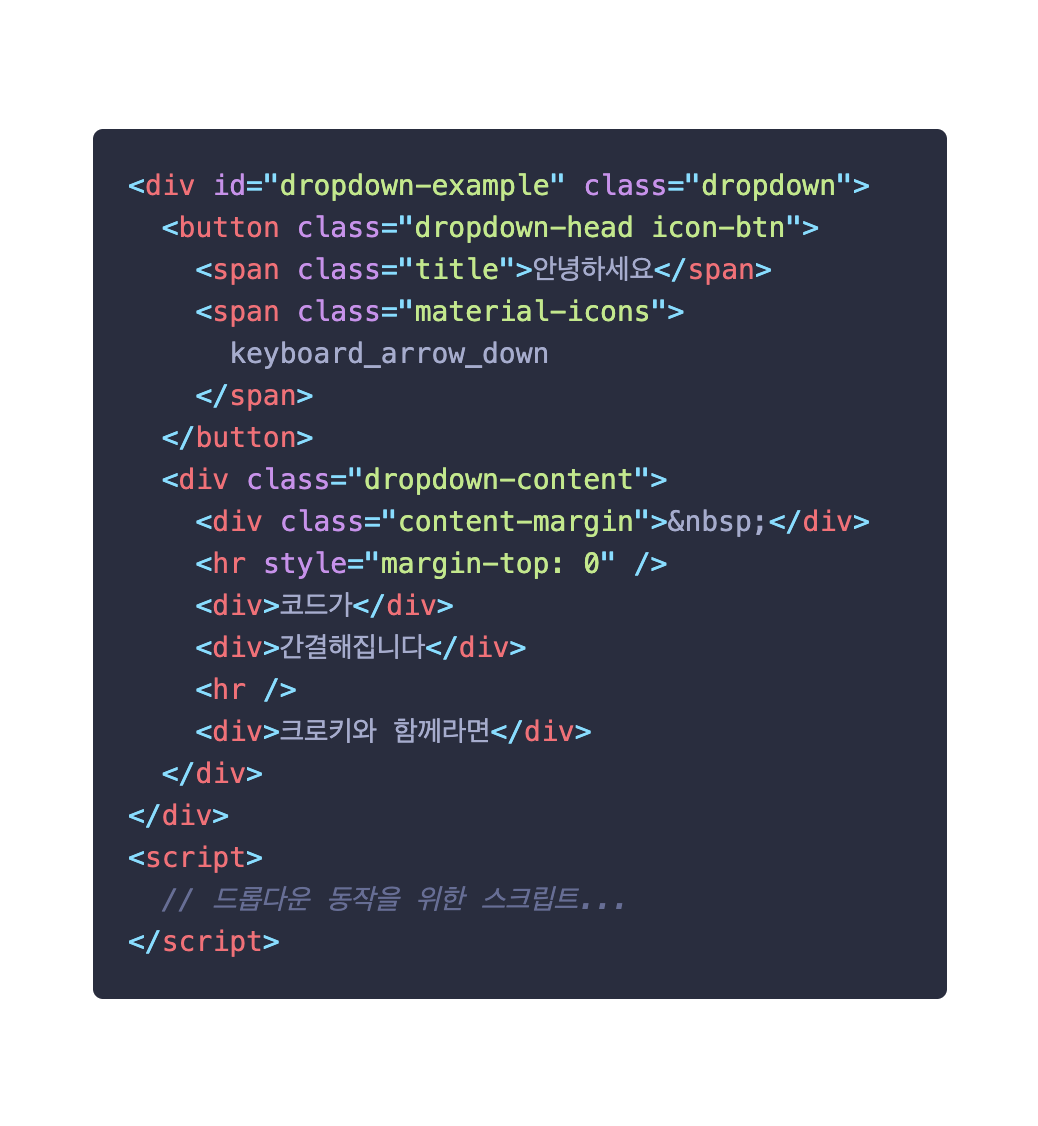 <div id="dropdown-example" class="dropdown">
  <button class="dropdown-head icon-btn">
    <span class="title">안녕하세요</span>
    <span class="material-icons">
      keyboard_arrow_down
    </span>
  </button>
  <div class="dropdown-content">
    <div class="content-margin">&nbsp;</div>
    <hr style="margin-top: 0" />
    <div>코드가</div>
    <div>간결해집니다</div>
    <hr />
    <div>크로키와 함께라면</div>
  </div>
</div>
<script>
  // 드롭다운 동작을 위한 스크립트...
</script>